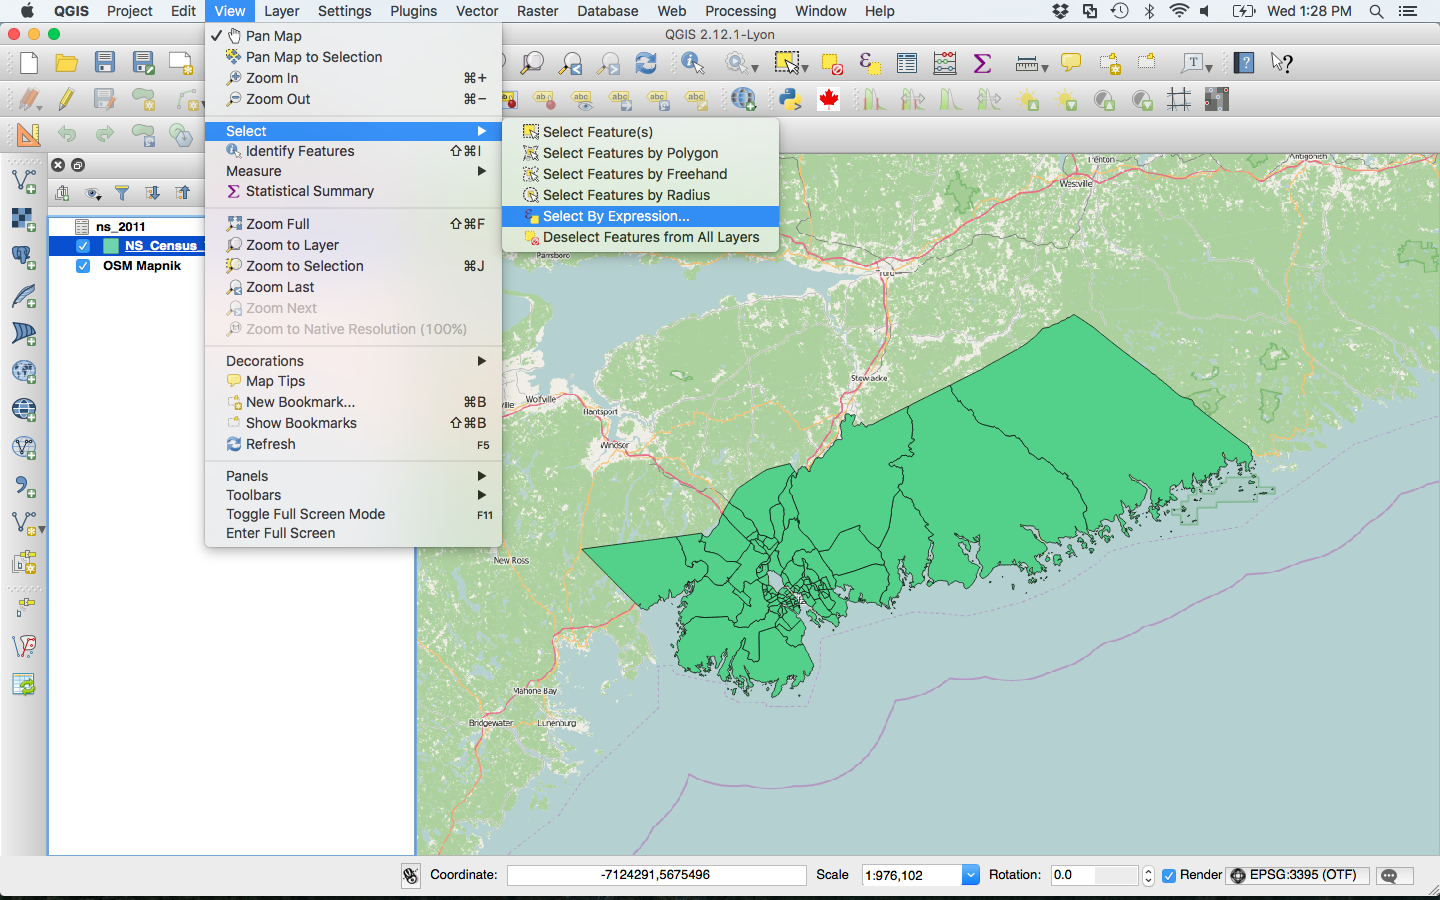 QGIS Project Edit View Layer Settings Plugins Vector Raster Database Web Processing Window Help Wed 1:28 PM
QGIS 2.12.1-Lyon
Pan Map
Pan Map to Selection
Zoom In ⌘+
Zoom Out ⌘−
Select
Identify Features ⇧⌘I
Measure
Statistical Summary
Zoom Full ⇧⌘F
Zoom to Layer
Zoom to Selection ⌘J
Zoom Last
Zoom Next
Zoom to Native Resolution (100%)
Decorations
Map Tips
New Bookmark... ⌘B
Show Bookmarks ⇧⌘B
Refresh F5
Panels
Toolbars
Toggle Full Screen Mode F11
Enter Full Screen
Select Feature(s)
Select Features by Polygon
Select Features by Freehand
Select Features by Radius
Select By Expression...
Deselect Features from All Layers
ns_2011
NS_Census_
OSM Mapnik
Trenton
Antigonish
Westville
Parrsboro
Truro
Stewiacke
Wolfville
Hantsport
Windsor
New Ross
Mahone Bay
Bridgewater
Lunenburg
Coordinate: -7124291,5675496 Scale 1:976,102 Rotation: 0.0 Render EPSG:3395 (OTF)